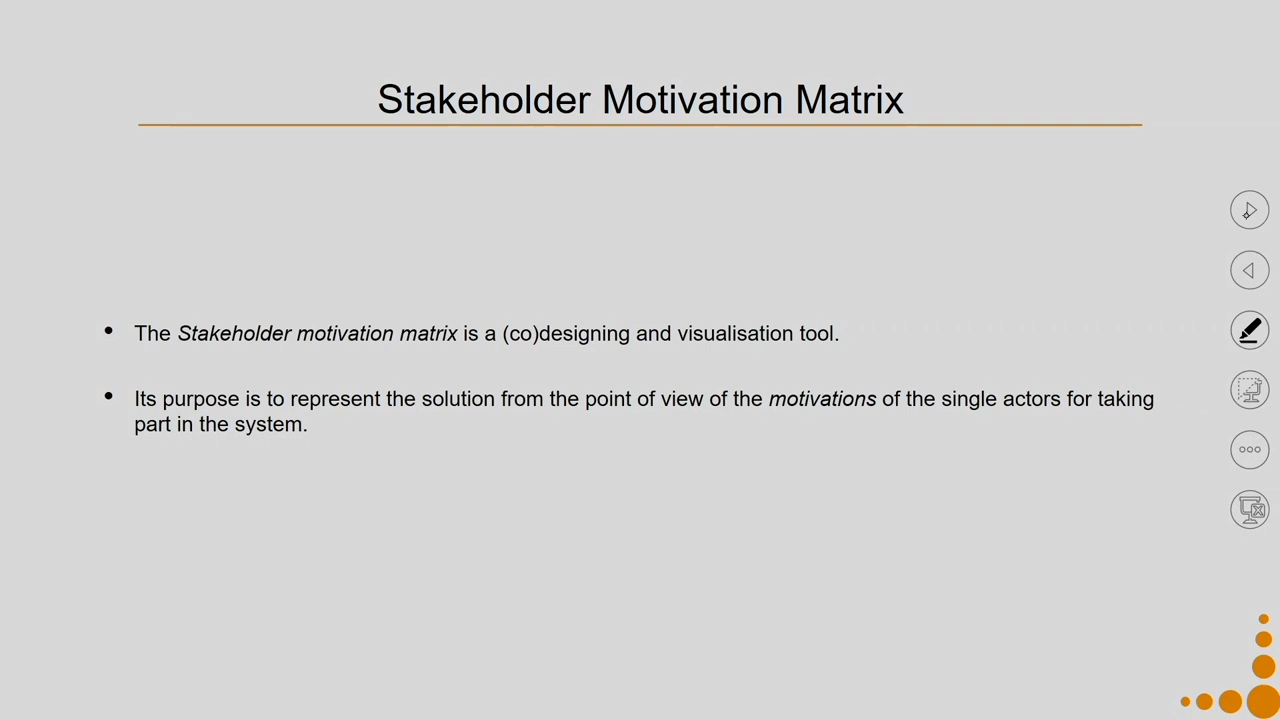 Stakeholder Motivation Matrix
• The Stakeholder motivation matrix is a (co)designing and visualisation tool.
• Its purpose is to represent the solution from the point of view of the motivations of the single actors for taking
part in the system.